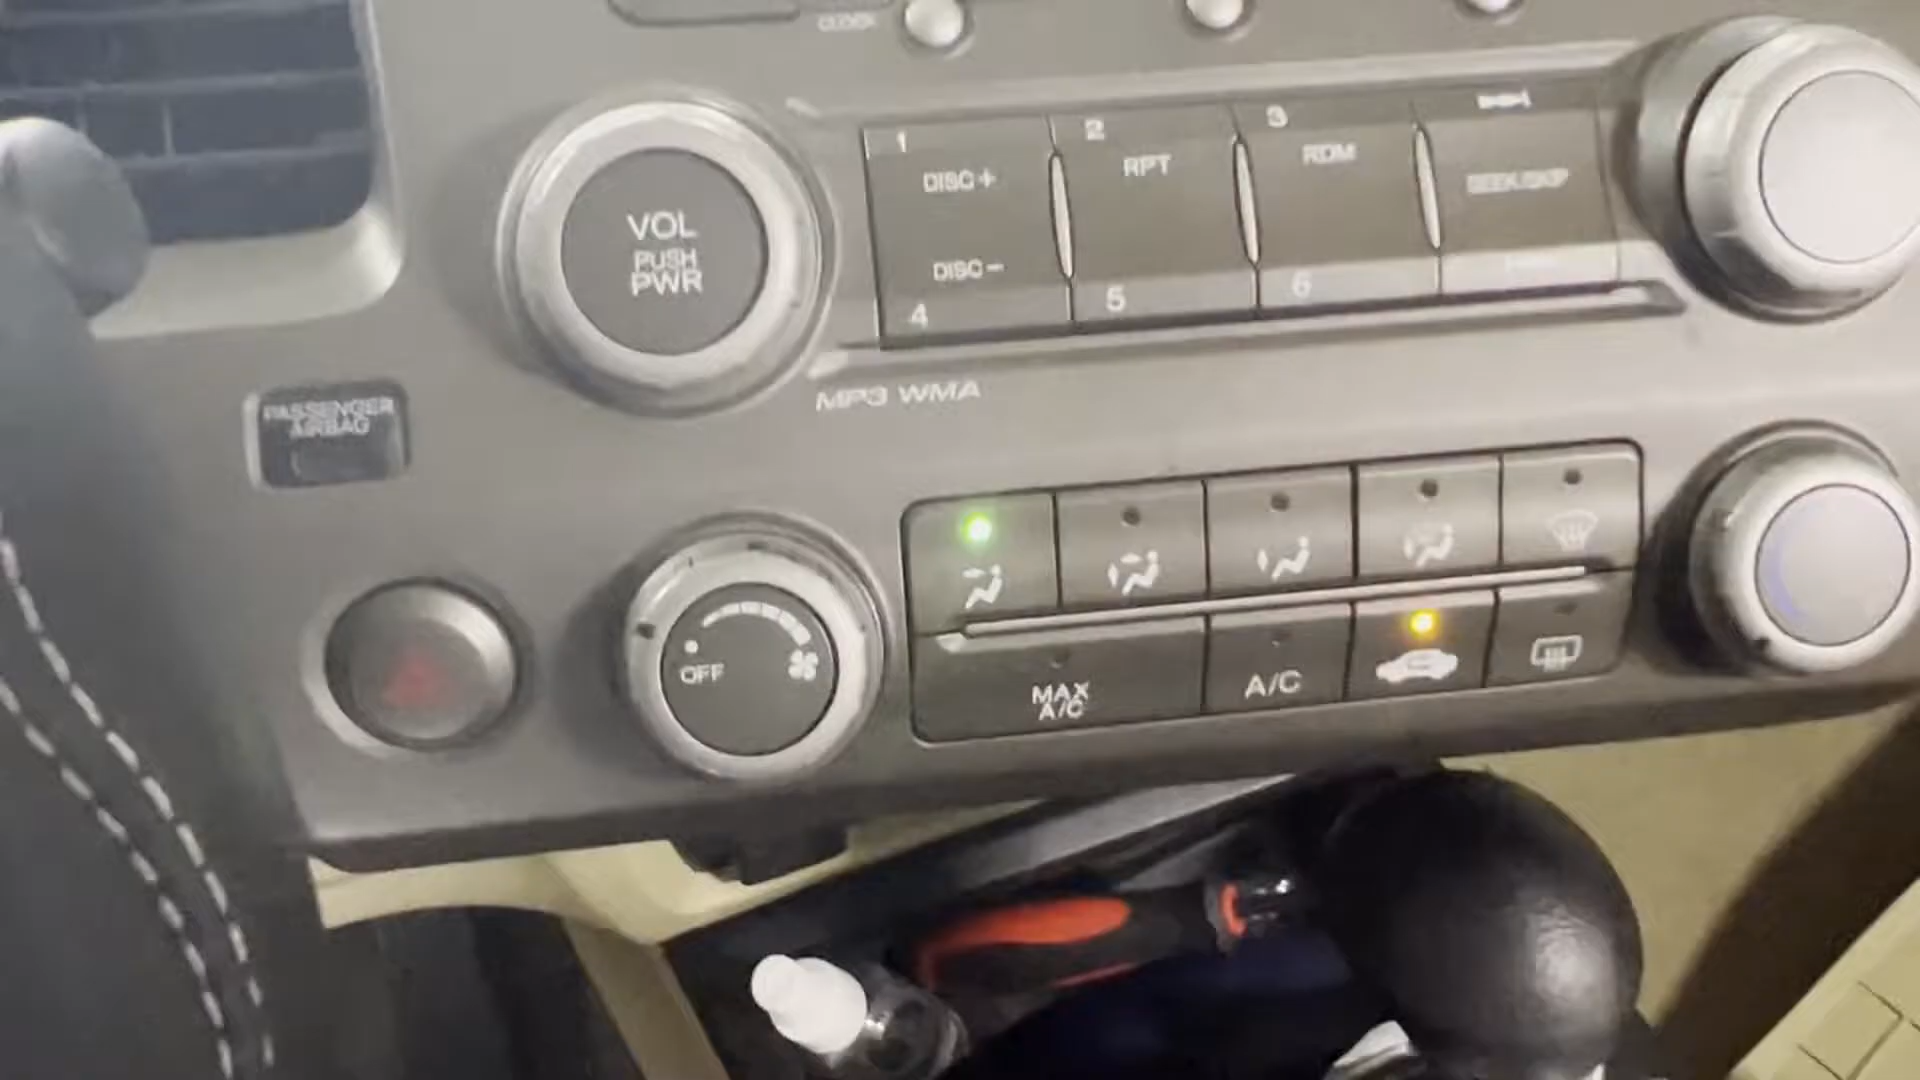 CLOCK
1
2
3
DISC +
RPT
RDM
SEEK/SKIP
DISC −
4
5
6
VOL
PUSH
PWR
MP3 WMA
PASSENGER
AIRBAG
OFF
MAX
A/C
A/C